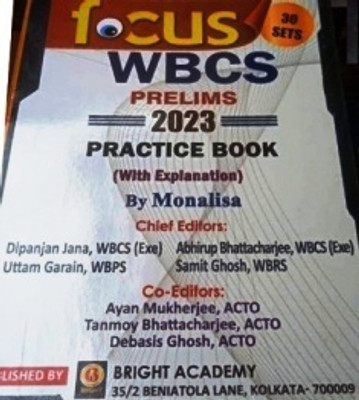 focus
30
SETS
WBCS
PRELIMS
2023
PRACTICE BOOK
(With Explanation)
By Monalisa
Chief Editors:
Dipanjan Jana, WBCS (Exe) Abhirup Bhattacharjee, WBCS (Exe)
Uttam Garain, WBPS Samit Ghosh, WBRS
Co-Editors:
Ayan Mukherjee, ACTO
Tanmoy Bhattacharjee, ACTO
Debasis Ghosh, ACTO
LISHED BY BRIGHT ACADEMY
35/2 BENIATOLA LANE, KOLKATA- 700009